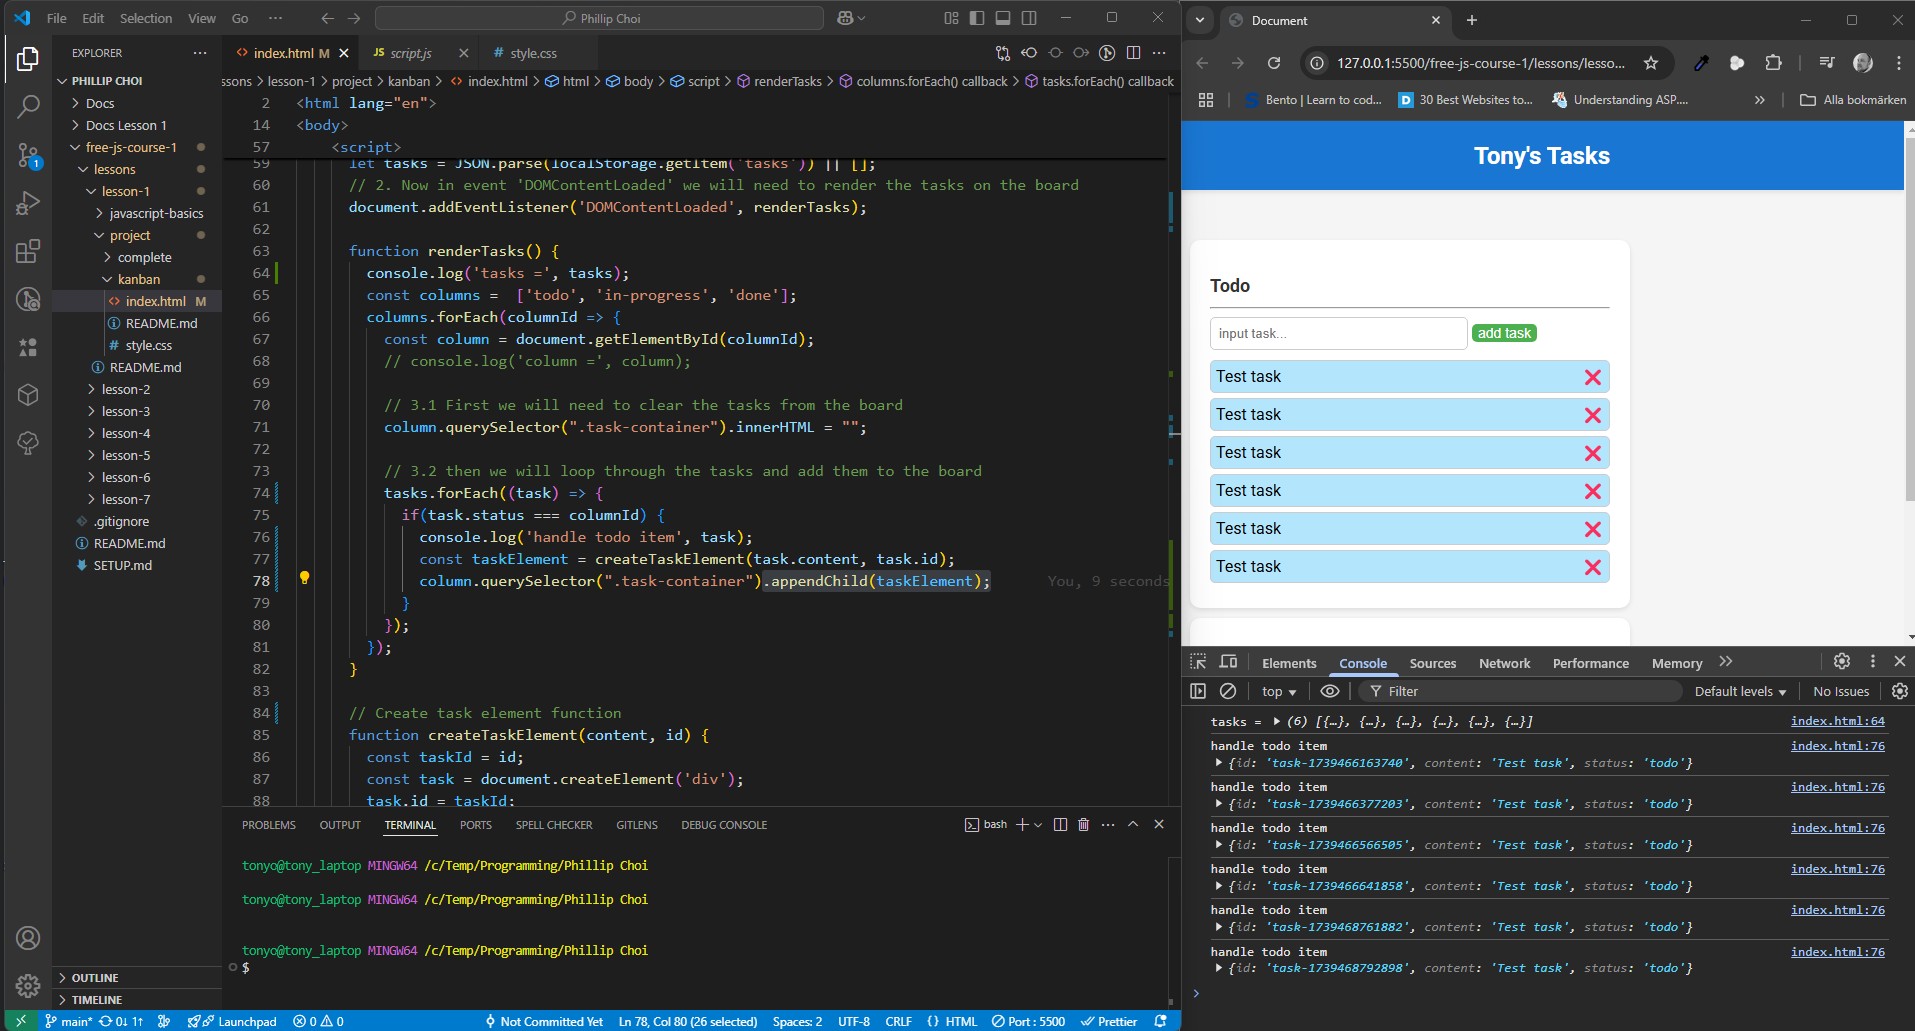 File Edit Selection View Go ··· Phillip Choi
EXPLORER ···
PHILLIP CHOI
Docs
Docs Lesson 1
free-js-course-1
lessons
lesson-1
javascript-basics
project
complete
kanban
index.html M
README.md
style.css
README.md
lesson-2
lesson-3
lesson-4
lesson-5
lesson-6
lesson-7
.gitignore
README.md
SETUP.md
OUTLINE
TIMELINE
1
index.html M JS script.js # style.css
ssons > lesson-1 > project > kanban > index.html > html > body > script > renderTasks > columns.forEach() callback > tasks.forEach() callback
2 <html lang="en">
14 <body>
57 <script>
59 let tasks = JSON.parse(localStorage.getItem('tasks')) || [];
60 // 2. Now in event 'DOMContentLoaded' we will need to render the tasks on the board
61 document.addEventListener('DOMContentLoaded', renderTasks);
62
63 function renderTasks() {
64 console.log('tasks =', tasks);
65 const columns =  ['todo', 'in-progress', 'done'];
66 columns.forEach(columnId => {
67 const column = document.getElementById(columnId);
68 // console.log('column =', column);
69
70 // 3.1 First we will need to clear the tasks from the board
71 column.querySelector(".task-container").innerHTML = "";
72
73 // 3.2 then we will loop through the tasks and add them to the board
74 tasks.forEach((task) => {
75 if(task.status === columnId) {
76 console.log('handle todo item', task);
77 const taskElement = createTaskElement(task.content, task.id);
78 column.querySelector(".task-container").appendChild(taskElement); You, 9 seconds
79 }
80 });
81 });
82 }
83
84 // Create task element function
85 function createTaskElement(content, id) {
86 const taskId = id;
87 const task = document.createElement('div');
88 task.id = taskId;
PROBLEMS OUTPUT TERMINAL PORTS SPELL CHECKER GITLENS DEBUG CONSOLE bash
tonyo@tony_laptop MINGW64 /c/Temp/Programming/Phillip Choi
tonyo@tony_laptop MINGW64 /c/Temp/Programming/Phillip Choi
tonyo@tony_laptop MINGW64 /c/Temp/Programming/Phillip Choi
$
main* 0↓ 1↑ Launchpad 0 0 Not Committed Yet Ln 78, Col 80 (26 selected) Spaces: 2 UTF-8 CRLF {} HTML Port : 5500 Prettier
Document
127.0.0.1:5500/free-js-course-1/lessons/lesso...
Bento | Learn to cod... D 30 Best Websites to... Understanding ASP.... » Alla bokmärken
Tony's Tasks
Todo
input task... add task
Test task
Test task
Test task
Test task
Test task
Test task
Elements Console Sources Network Performance Memory »
top Filter Default levels No Issues
tasks = (6) [{…}, {…}, {…}, {…}, {…}, {…}] index.html:64
handle todo item index.html:76
{id: 'task-1739466163740', content: 'Test task', status: 'todo'}
handle todo item index.html:76
{id: 'task-1739466377203', content: 'Test task', status: 'todo'}
handle todo item index.html:76
{id: 'task-1739466566505', content: 'Test task', status: 'todo'}
handle todo item index.html:76
{id: 'task-1739466641858', content: 'Test task', status: 'todo'}
handle todo item index.html:76
{id: 'task-1739468761882', content: 'Test task', status: 'todo'}
handle todo item index.html:76
{id: 'task-1739468792898', content: 'Test task', status: 'todo'}